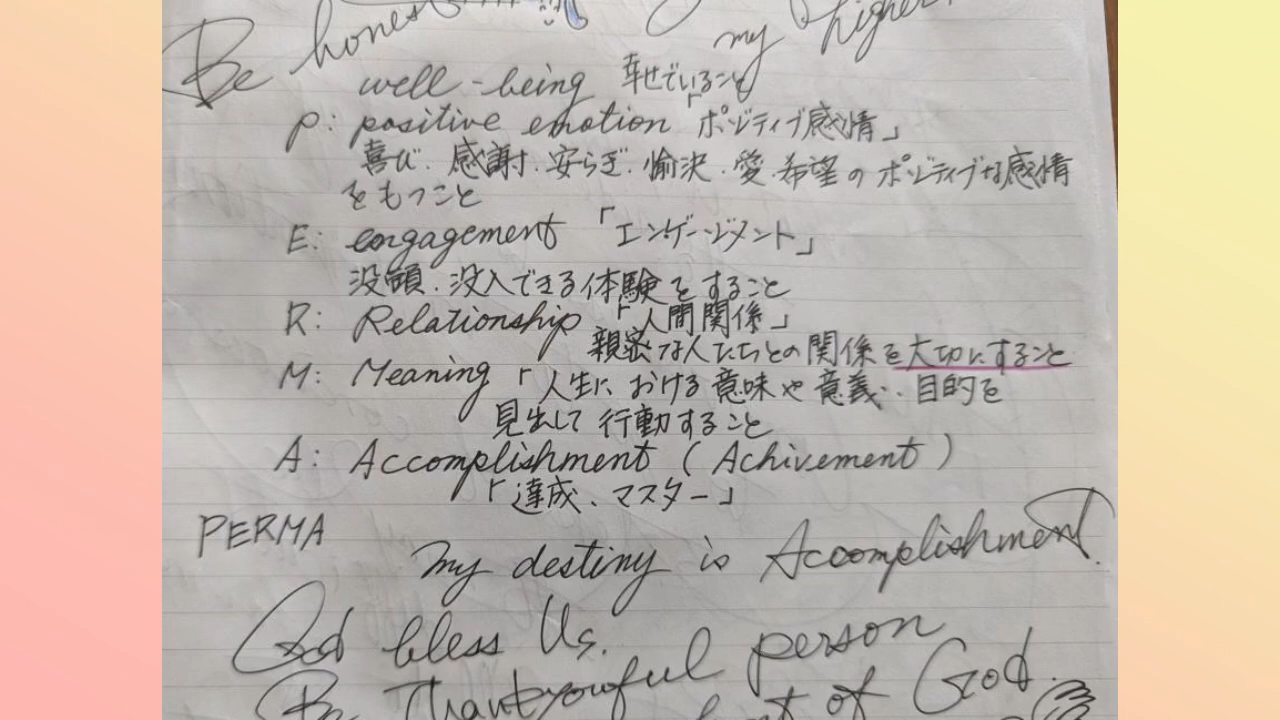 Be honest my higher
well-being 幸せでいること
P: positive emotion 「ポジティブ感情」
喜び、感謝、安らぎ、愉決、愛、希望のポジティブな感情
をもつこと
E: engagement 「エンゲージメント」
没頭、没入できる体験をすること
R: Relationship 「人間関係」
親密な人たちとの関係を大切にすること
M: Meaning 「人生における意味や意義、目的を
見出して行動すること
A: Accomplishment (Achivement)
「達成、マスター」
PERMA
my destiny is Accomplishment.
God bless Us.
Be Thankyouful person
of God.